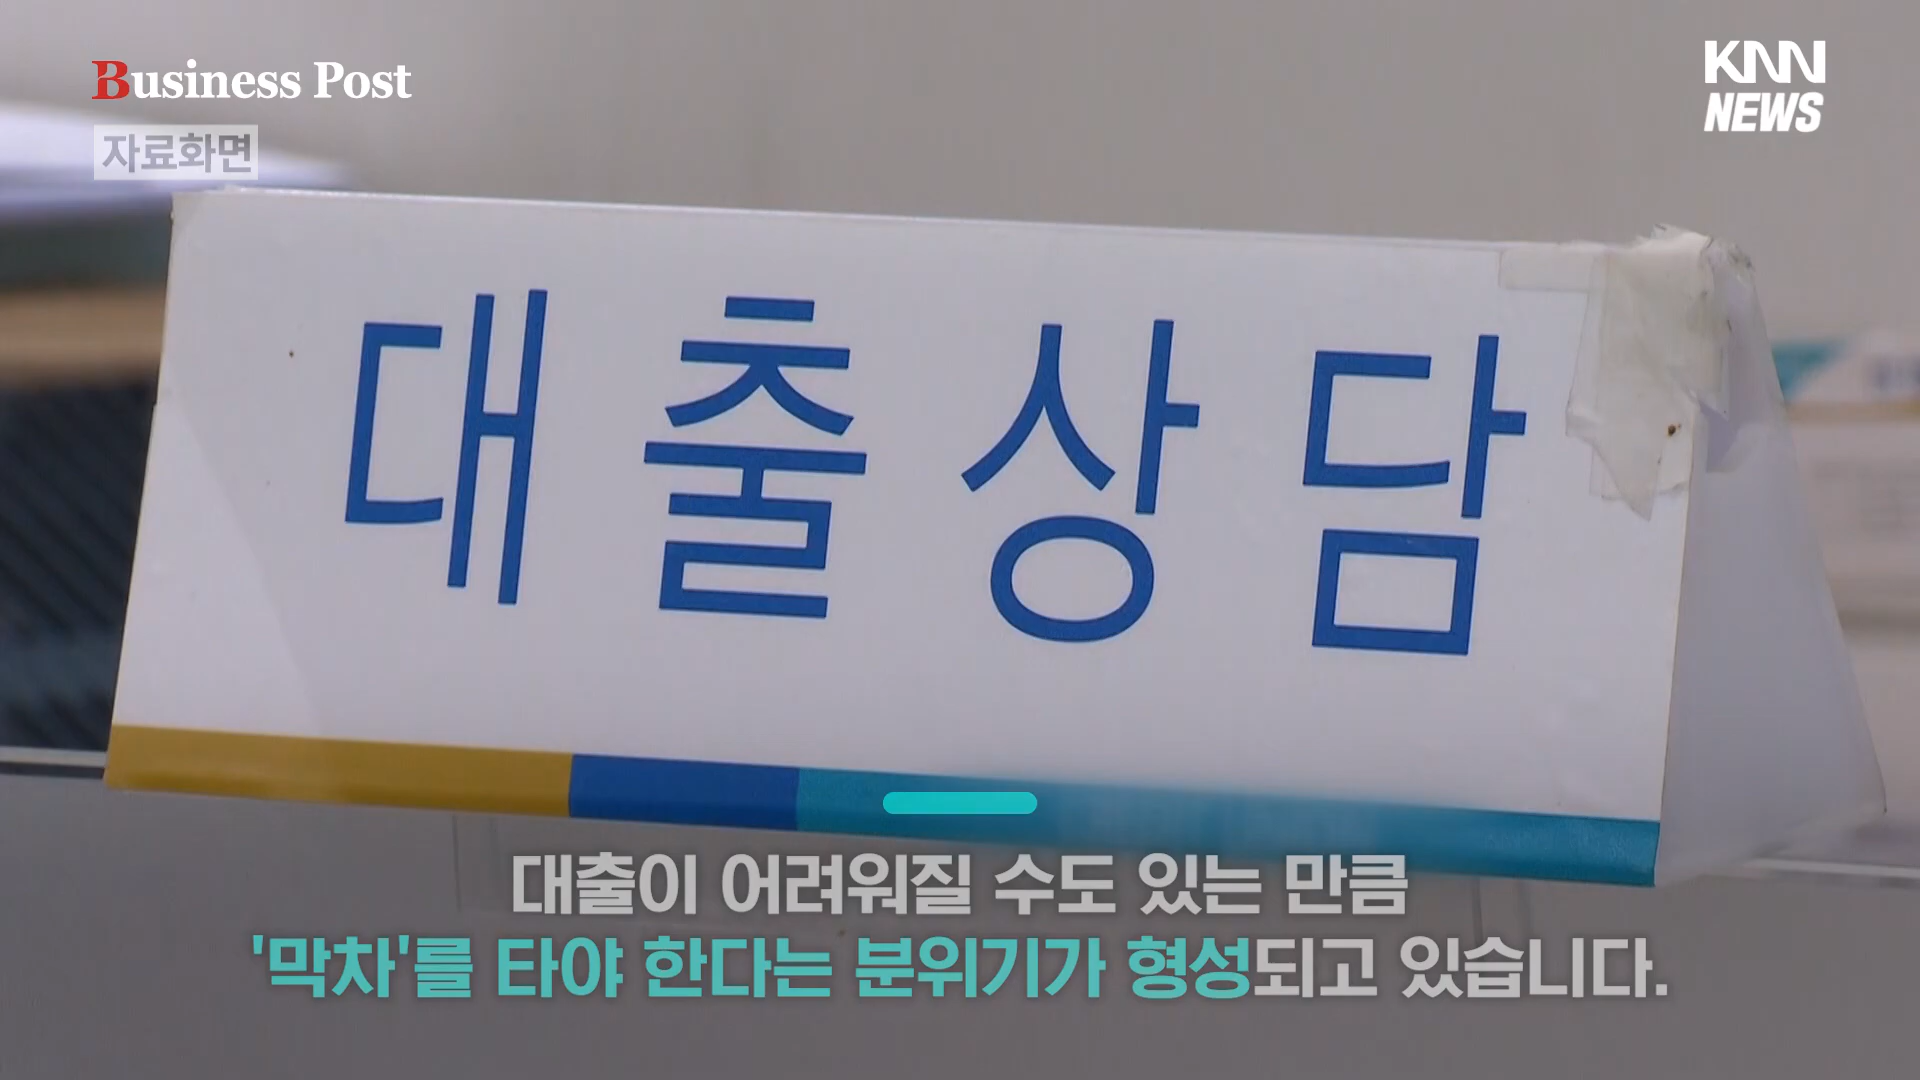 Business Post
KNN
NEWS
자료화면
대출상담
대출이 어려워질 수도 있는 만큼
'막차'를 타야 한다는 분위기가 형성되고 있습니다.